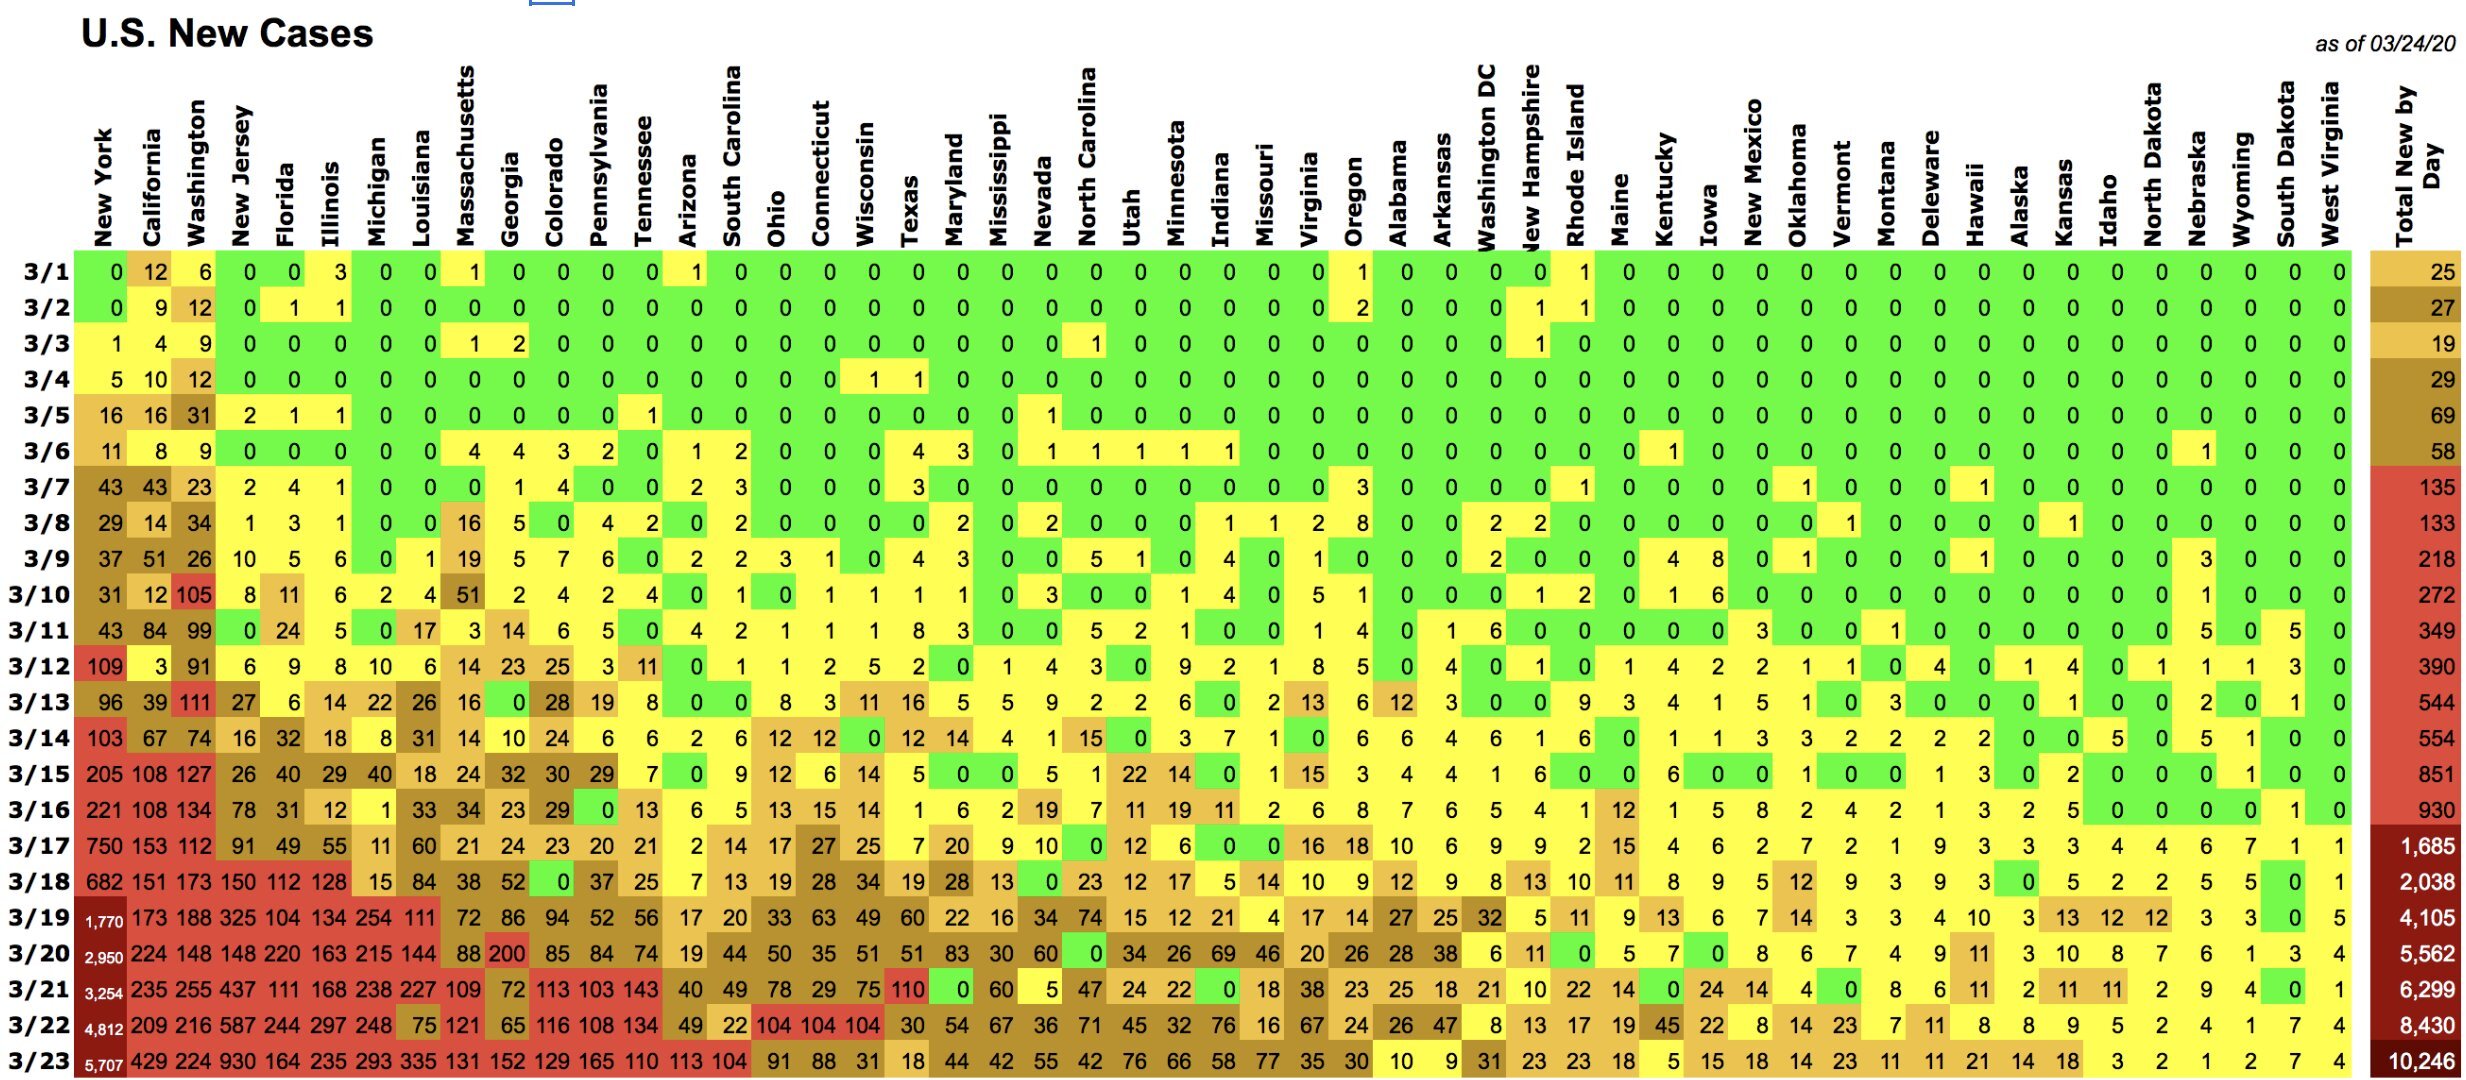 U.S. New Cases
as of 03/24/20
New York California Washington New Jersey Florida Illinois Michigan Louisiana Massachusetts Georgia Colorado Pennsylvania Tennessee Arizona South Carolina Ohio Connecticut Wisconsin Texas Maryland Mississippi Nevada North Carolina Utah Minnesota Indiana Missouri Virginia Oregon Alabama Arkansas Washington DC New Hampshire Rhode Island Maine Kentucky Iowa New Mexico Oklahoma Vermont Montana Deleware Hawaii Alaska Kansas Idaho North Dakota Nebraska Wyoming South Dakota West Virginia Total New by Day
3/1 0 12 6 0 0 3 0 0 1 0 0 0 0 1 0 0 0 0 0 0 0 0 0 0 0 0 0 0 1 0 0 0 0 1 0 0 0 0 0 0 0 0 0 0 0 0 0 0 0 0 0 25
3/2 0 9 12 0 1 1 0 0 0 0 0 0 0 0 0 0 0 0 0 0 0 0 0 0 0 0 0 0 2 0 0 0 1 1 0 0 0 0 0 0 0 0 0 0 0 0 0 0 0 0 0 27
3/3 1 4 9 0 0 0 0 0 1 2 0 0 0 0 0 0 0 0 0 0 0 0 1 0 0 0 0 0 0 0 0 0 1 0 0 0 0 0 0 0 0 0 0 0 0 0 0 0 0 0 0 19
3/4 5 10 12 0 0 0 0 0 0 0 0 0 0 0 0 0 0 1 1 0 0 0 0 0 0 0 0 0 0 0 0 0 0 0 0 0 0 0 0 0 0 0 0 0 0 0 0 0 0 0 0 29
3/5 16 16 31 2 1 1 0 0 0 0 0 0 1 0 0 0 0 0 0 0 0 1 0 0 0 0 0 0 0 0 0 0 0 0 0 0 0 0 0 0 0 0 0 0 0 0 0 0 0 0 0 69
3/6 11 8 9 0 0 0 0 0 4 4 3 2 0 1 2 0 0 0 4 3 0 1 1 1 1 1 0 0 0 0 0 0 0 0 0 1 0 0 0 0 0 0 0 0 0 0 0 1 0 0 0 58
3/7 43 43 23 2 4 1 0 0 0 1 4 0 0 2 3 0 0 0 3 0 0 0 0 0 0 0 0 0 3 0 0 0 0 1 0 0 0 0 1 0 0 0 1 0 0 0 0 0 0 0 0 135
3/8 29 14 34 1 3 1 0 0 16 5 0 4 2 0 2 0 0 0 0 2 0 2 0 0 0 1 1 2 8 0 0 2 2 0 0 0 0 0 0 1 0 0 0 0 1 0 0 0 0 0 0 133
3/9 37 51 26 10 5 6 0 1 19 5 7 6 0 2 2 3 1 0 4 3 0 0 5 1 0 4 0 1 0 0 0 2 0 0 0 4 8 0 1 0 0 0 1 0 0 0 0 3 0 0 0 218
3/10 31 12 105 8 11 6 2 4 51 2 4 2 4 0 1 0 1 1 1 1 0 3 0 0 1 4 0 5 1 0 0 0 1 2 0 1 6 0 0 0 0 0 0 0 0 0 0 1 0 0 0 272
3/11 43 84 99 0 24 5 0 17 3 14 6 5 0 4 2 1 1 1 8 3 0 0 5 2 1 0 0 1 4 0 1 6 0 0 0 0 0 3 0 0 1 0 0 0 0 0 0 5 0 5 0 349
3/12 109 3 91 6 9 8 10 6 14 23 25 3 11 0 1 1 2 5 2 0 1 4 3 0 9 2 1 8 5 0 4 0 1 0 1 4 2 2 1 1 0 4 0 1 4 0 1 1 1 3 0 390
3/13 96 39 111 27 6 14 22 26 16 0 28 19 8 0 0 8 3 11 16 5 5 9 2 2 6 0 2 13 6 12 3 0 0 9 3 4 1 5 1 0 3 0 0 0 1 0 0 2 0 1 0 544
3/14 103 67 74 16 32 18 8 31 14 10 24 6 6 2 6 12 12 0 12 14 4 1 15 0 3 7 1 0 6 6 4 6 1 6 0 1 1 3 3 2 2 2 2 0 0 5 0 5 1 0 0 554
3/15 205 108 127 26 40 29 40 18 24 32 30 29 7 0 9 12 6 14 5 0 0 5 1 22 14 0 1 15 3 4 4 1 6 0 0 6 0 0 1 0 0 1 3 0 2 0 0 0 1 0 0 851
3/16 221 108 134 78 31 12 1 33 34 23 29 0 13 6 5 13 15 14 1 6 2 19 7 11 19 11 2 6 8 7 6 5 4 1 12 1 5 8 2 4 2 1 3 2 5 0 0 0 0 1 0 930
3/17 750 153 112 91 49 55 11 60 21 24 23 20 21 2 14 17 27 25 7 20 9 10 0 12 6 0 0 16 18 10 6 9 9 2 15 4 6 2 7 2 1 9 3 3 3 4 4 6 7 1 1 1,685
3/18 682 151 173 150 112 128 15 84 38 52 0 37 25 7 13 19 28 34 19 28 13 0 23 12 17 5 14 10 9 12 9 8 13 10 11 8 9 5 12 9 3 9 3 0 5 2 2 5 5 0 1 2,038
3/19 1,770 173 188 325 104 134 254 111 72 86 94 52 56 17 20 33 63 49 60 22 16 34 74 15 12 21 4 17 14 27 25 32 5 11 9 13 6 7 14 3 3 4 10 3 13 12 12 3 3 0 5 4,105
3/20 2,950 224 148 148 220 163 215 144 88 200 85 84 74 19 44 50 35 51 51 83 30 60 0 34 26 69 46 20 26 28 38 6 11 0 5 7 0 8 6 7 4 9 11 3 10 8 7 6 1 3 4 5,562
3/21 3,254 235 255 437 111 168 238 227 109 72 113 103 143 40 49 78 29 75 110 0 60 5 47 24 22 0 18 38 23 25 18 21 10 22 14 0 24 14 4 0 8 6 11 2 11 11 2 9 4 0 1 6,299
3/22 4,812 209 216 587 244 297 248 75 121 65 116 108 134 49 22 104 104 104 30 54 67 36 71 45 32 76 16 67 24 26 47 8 13 17 19 45 22 8 14 23 7 11 8 8 9 5 2 4 1 7 4 8,430
3/23 5,707 429 224 930 164 235 293 335 131 152 129 165 110 113 104 91 88 31 18 44 42 55 42 76 66 58 77 35 30 10 9 31 23 23 18 5 15 18 14 23 11 11 21 14 18 3 2 1 2 7 4 10,246